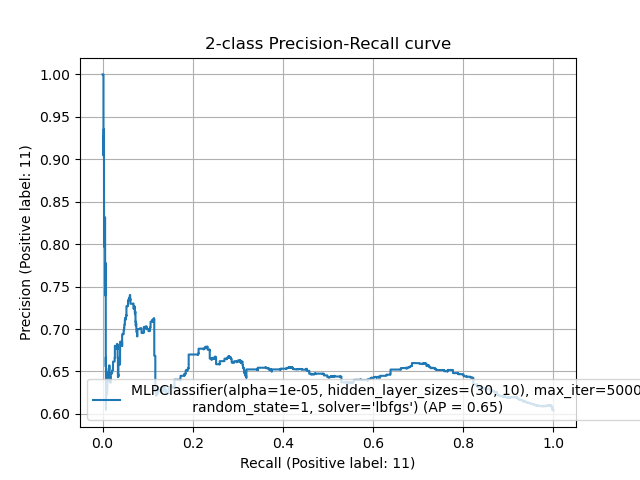 2-class Precision-Recall curve
Precision (Positive label: 11)
1.00
0.95
0.90
0.85
0.80
0.75
0.70
0.65
0.60
MLPClassifier(alpha=1e-05, hidden_layer_sizes=(30, 10), max_iter=5000
random_state=1, solver='lbfgs') (AP = 0.65)
0.0 0.2 0.4 0.6 0.8 1.0
Recall (Positive label: 11)